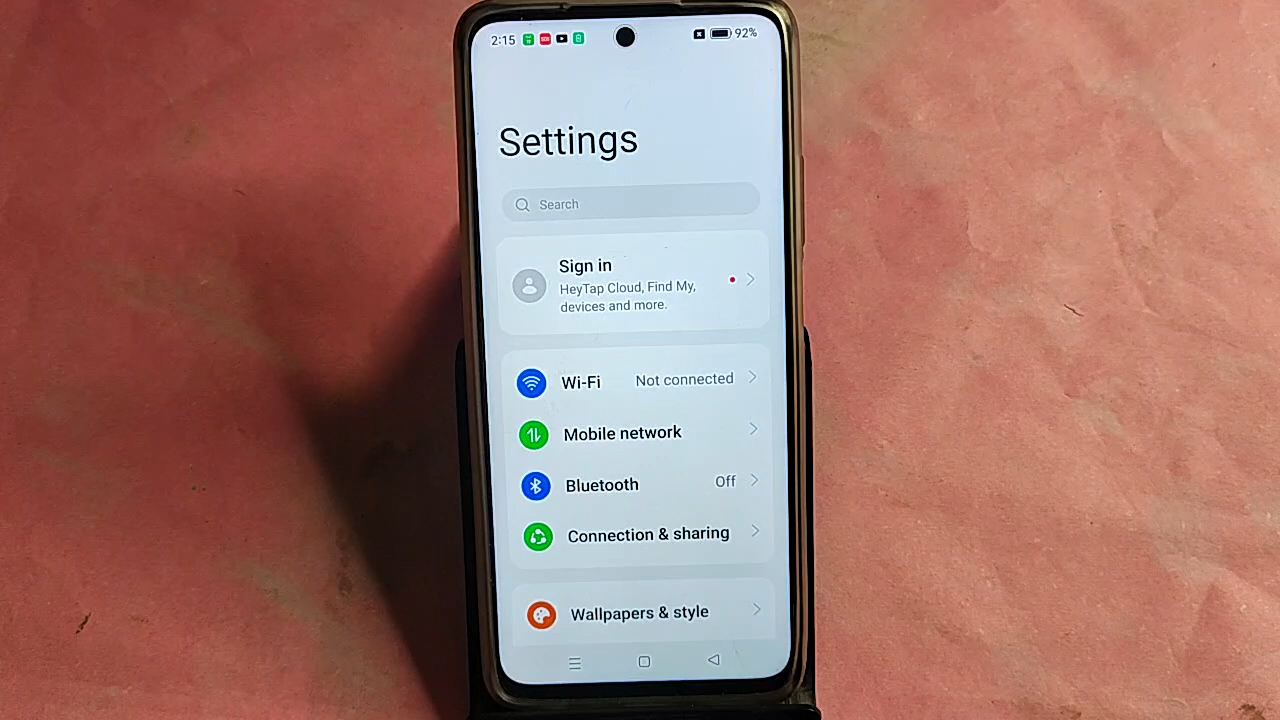 2:15 92%
Settings
Search
Sign in
HeyTap Cloud, Find My,
devices and more.
Wi-Fi Not connected
Mobile network
Bluetooth Off
Connection & sharing
Wallpapers & style